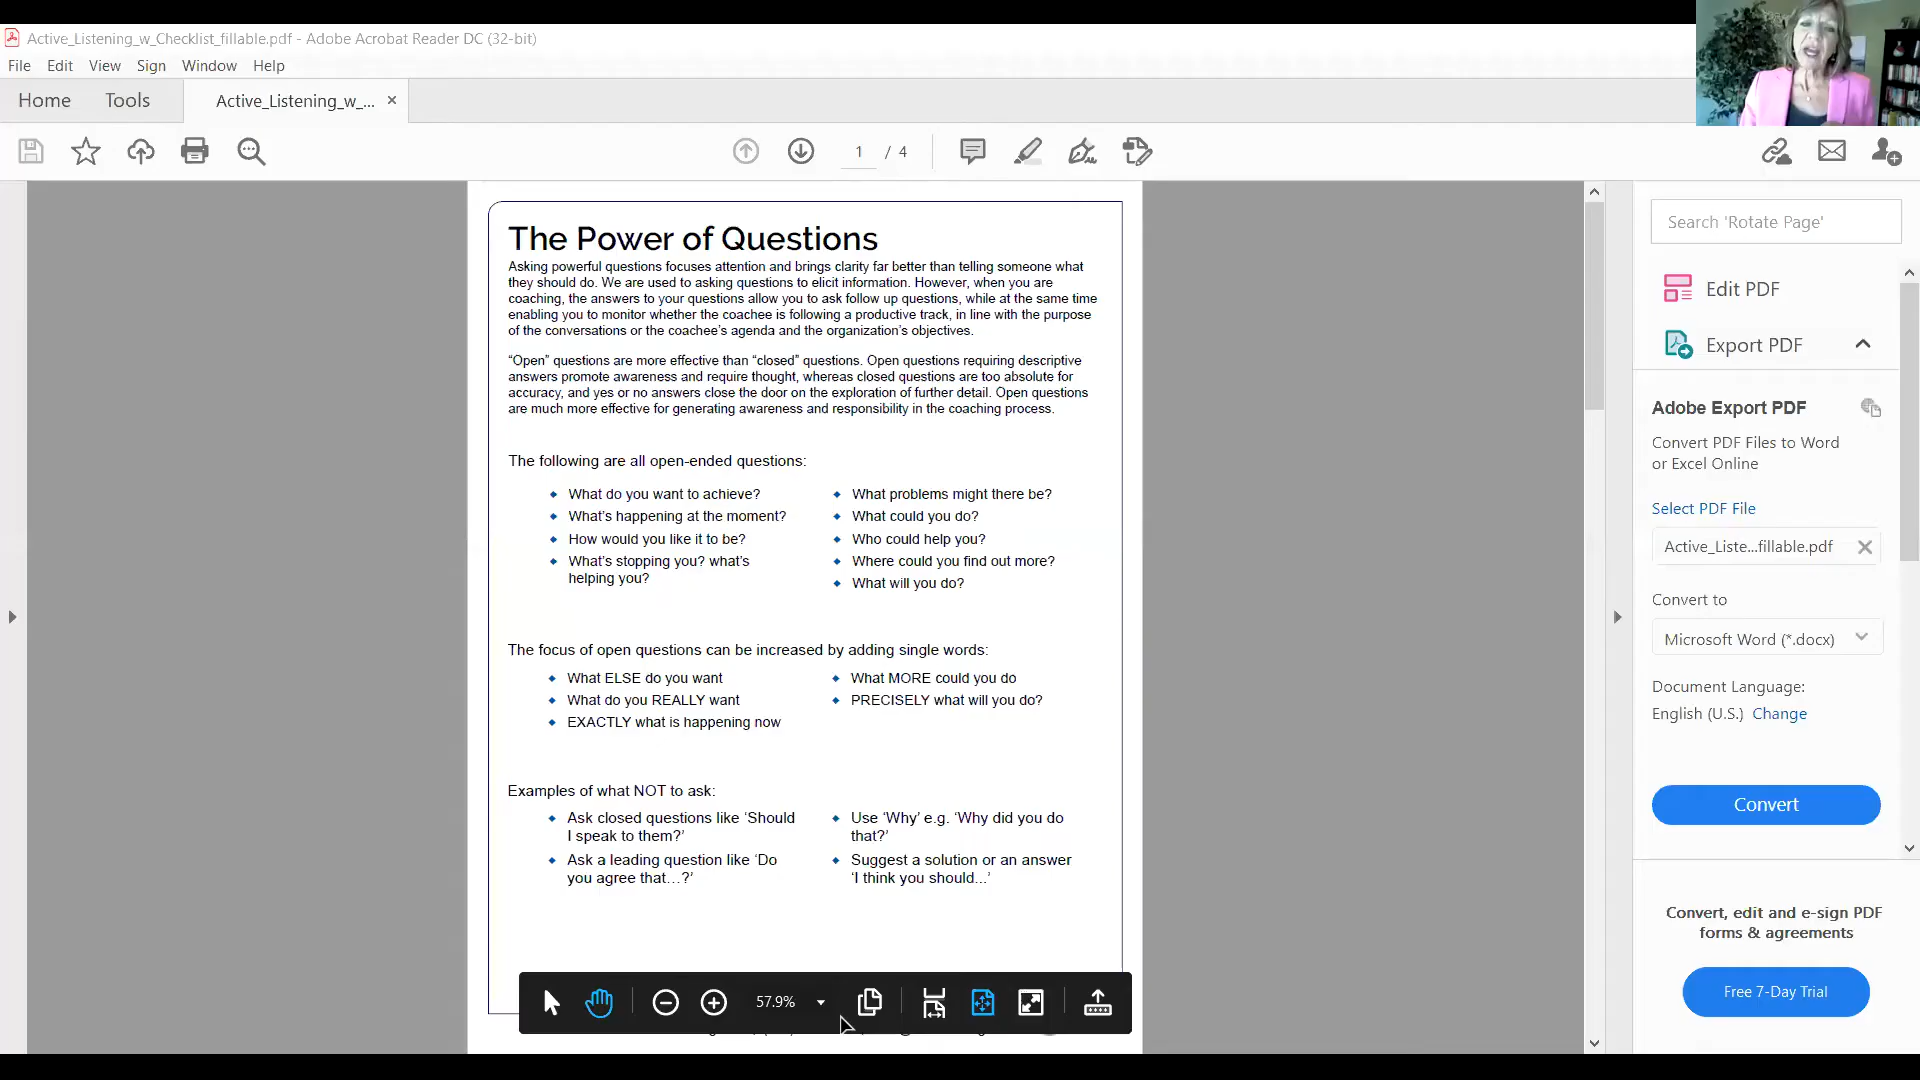 Active_Listening_w_Checklist_fillable.pdf - Adobe Acrobat Reader DC (32-bit)
File Edit View Sign Window Help
Home Tools Active_Listening_w_... ×
1 / 4
The Power of Questions
Asking powerful questions focuses attention and brings clarity far better than telling someone what
they should do. We are used to asking questions to elicit information. However, when you are
coaching, the answers to your questions allow you to ask follow up questions, while at the same time
enabling you to monitor whether the coachee is following a productive track, in line with the purpose
of the conversations or the coachee's agenda and the organization's objectives.
“Open” questions are more effective than “closed” questions. Open questions requiring descriptive
answers promote awareness and require thought, whereas closed questions are too absolute for
accuracy, and yes or no answers close the door on the exploration of further detail. Open questions
are much more effective for generating awareness and responsibility in the coaching process.
The following are all open-ended questions:
What do you want to achieve?
What's happening at the moment?
How would you like it to be?
What's stopping you? what's
helping you?
What problems might there be?
What could you do?
Who could help you?
Where could you find out more?
What will you do?
The focus of open questions can be increased by adding single words:
What ELSE do you want
What do you REALLY want
EXACTLY what is happening now
What MORE could you do
PRECISELY what will you do?
Examples of what NOT to ask:
Ask closed questions like ‘Should
I speak to them?’
Ask a leading question like ‘Do
you agree that…?’
Use ‘Why’ e.g. ‘Why did you do
that?’
Suggest a solution or an answer
‘I think you should...’
57.9%
Search 'Rotate Page'
Edit PDF
Export PDF
Adobe Export PDF
Convert PDF Files to Word
or Excel Online
Select PDF File
Active_Liste...fillable.pdf
Convert to
Microsoft Word (*.docx)
Document Language:
English (U.S.) Change
Convert
Convert, edit and e-sign PDF
forms & agreements
Free 7-Day Trial